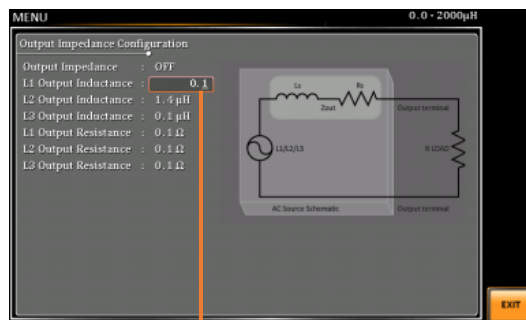 MENU 0.0 - 2000μH
Output Impedance Configuration
Output Impedance : OFF
L1 Output Inductance : 0.1
L2 Output Inductance : 1.4 μH
L3 Output Inductance : 0.1 μH
L1 Output Resistance : 0.1 Ω
L2 Output Resistance : 0.1 Ω
L3 Output Resistance : 0.1 Ω
Ls Rs
Zout
Output terminal
L1/L2/L3
R LOAD
AC Source Schematic
Output terminal
EXIT